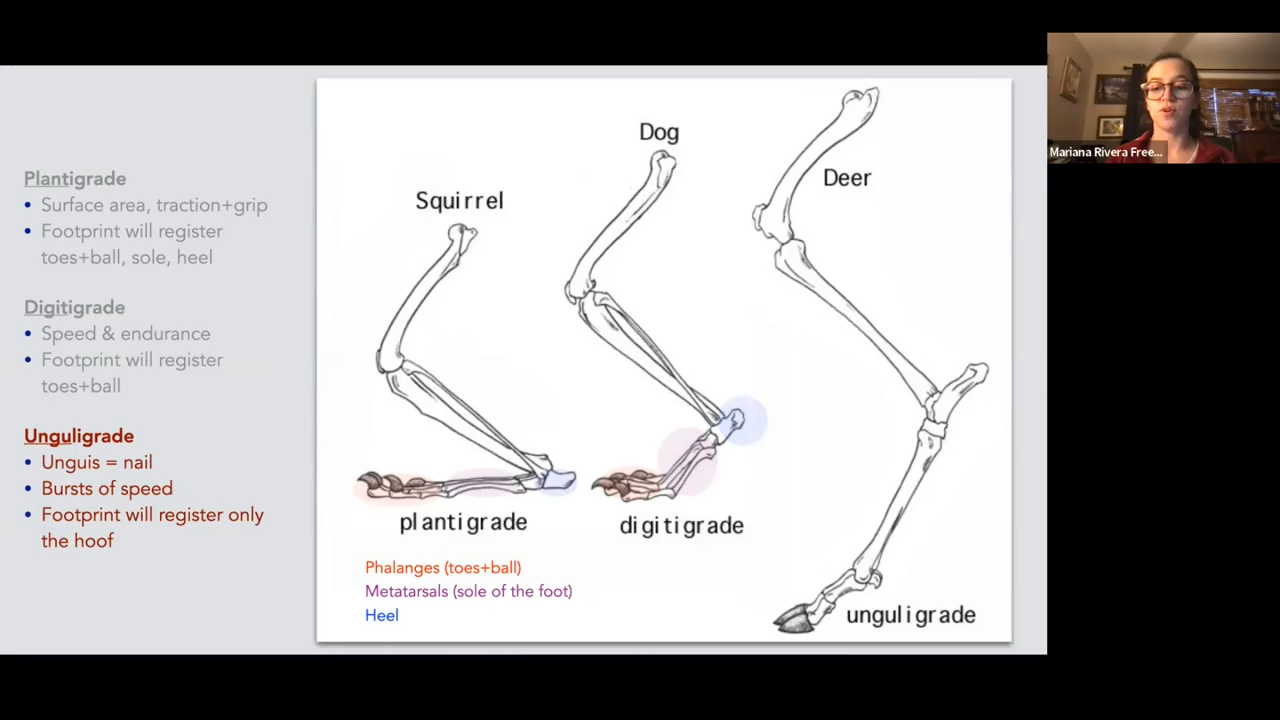 Plantigrade
• Surface area, traction+grip
• Footprint will register
toes+ball, sole, heel
Digitigrade
• Speed & endurance
• Footprint will register
toes+ball
Unguligrade
• Unguis = nail
• Bursts of speed
• Footprint will register only
the hoof
Squirrel
Dog
Deer
plantigrade
digitigrade
unguligrade
Phalanges (toes+ball)
Metatarsals (sole of the foot)
Heel
Mariana Rivera Free...